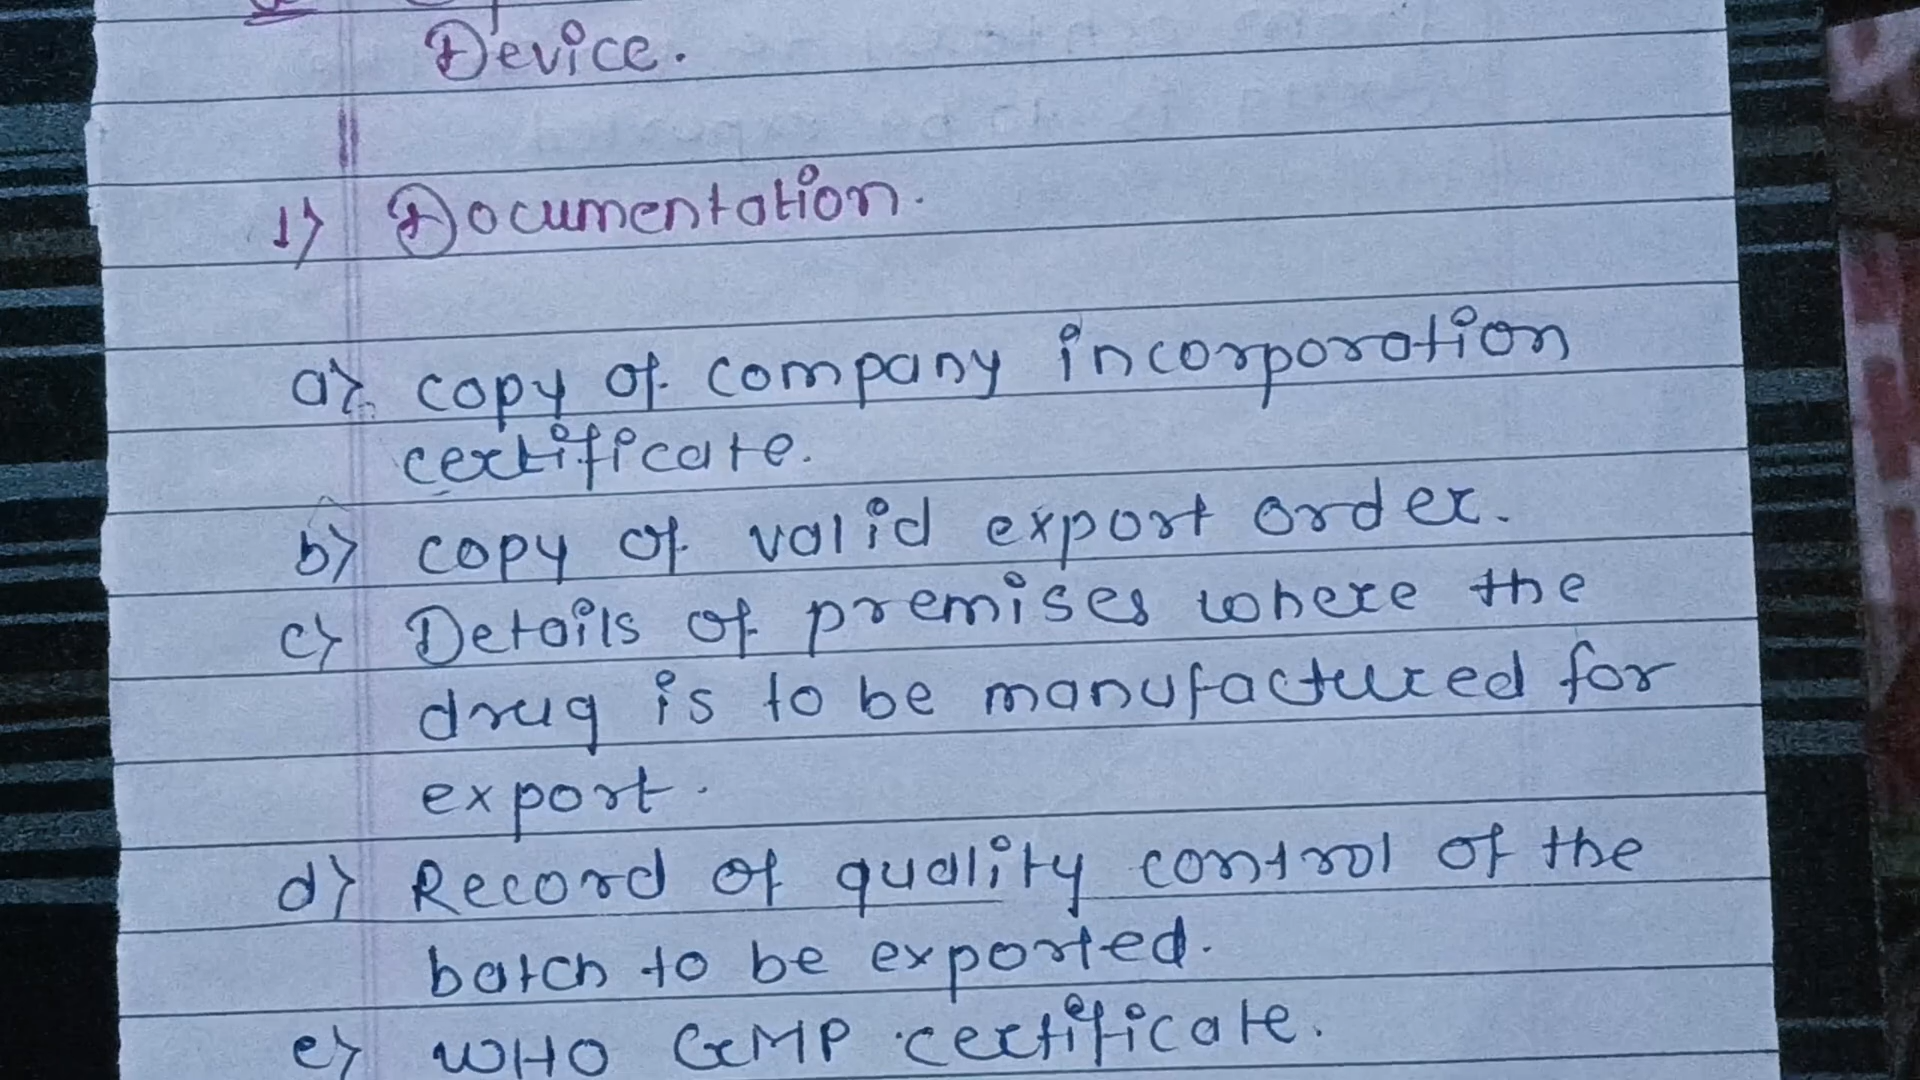 Device.
1) Documentation.
a) copy of company incorporation
certificate.
b) copy of valid export order.
c) Details of premises where the
drug is to be manufactured for
export.
d) Record of quality control of the
batch to be exported.
e) WHO GMP certificate.